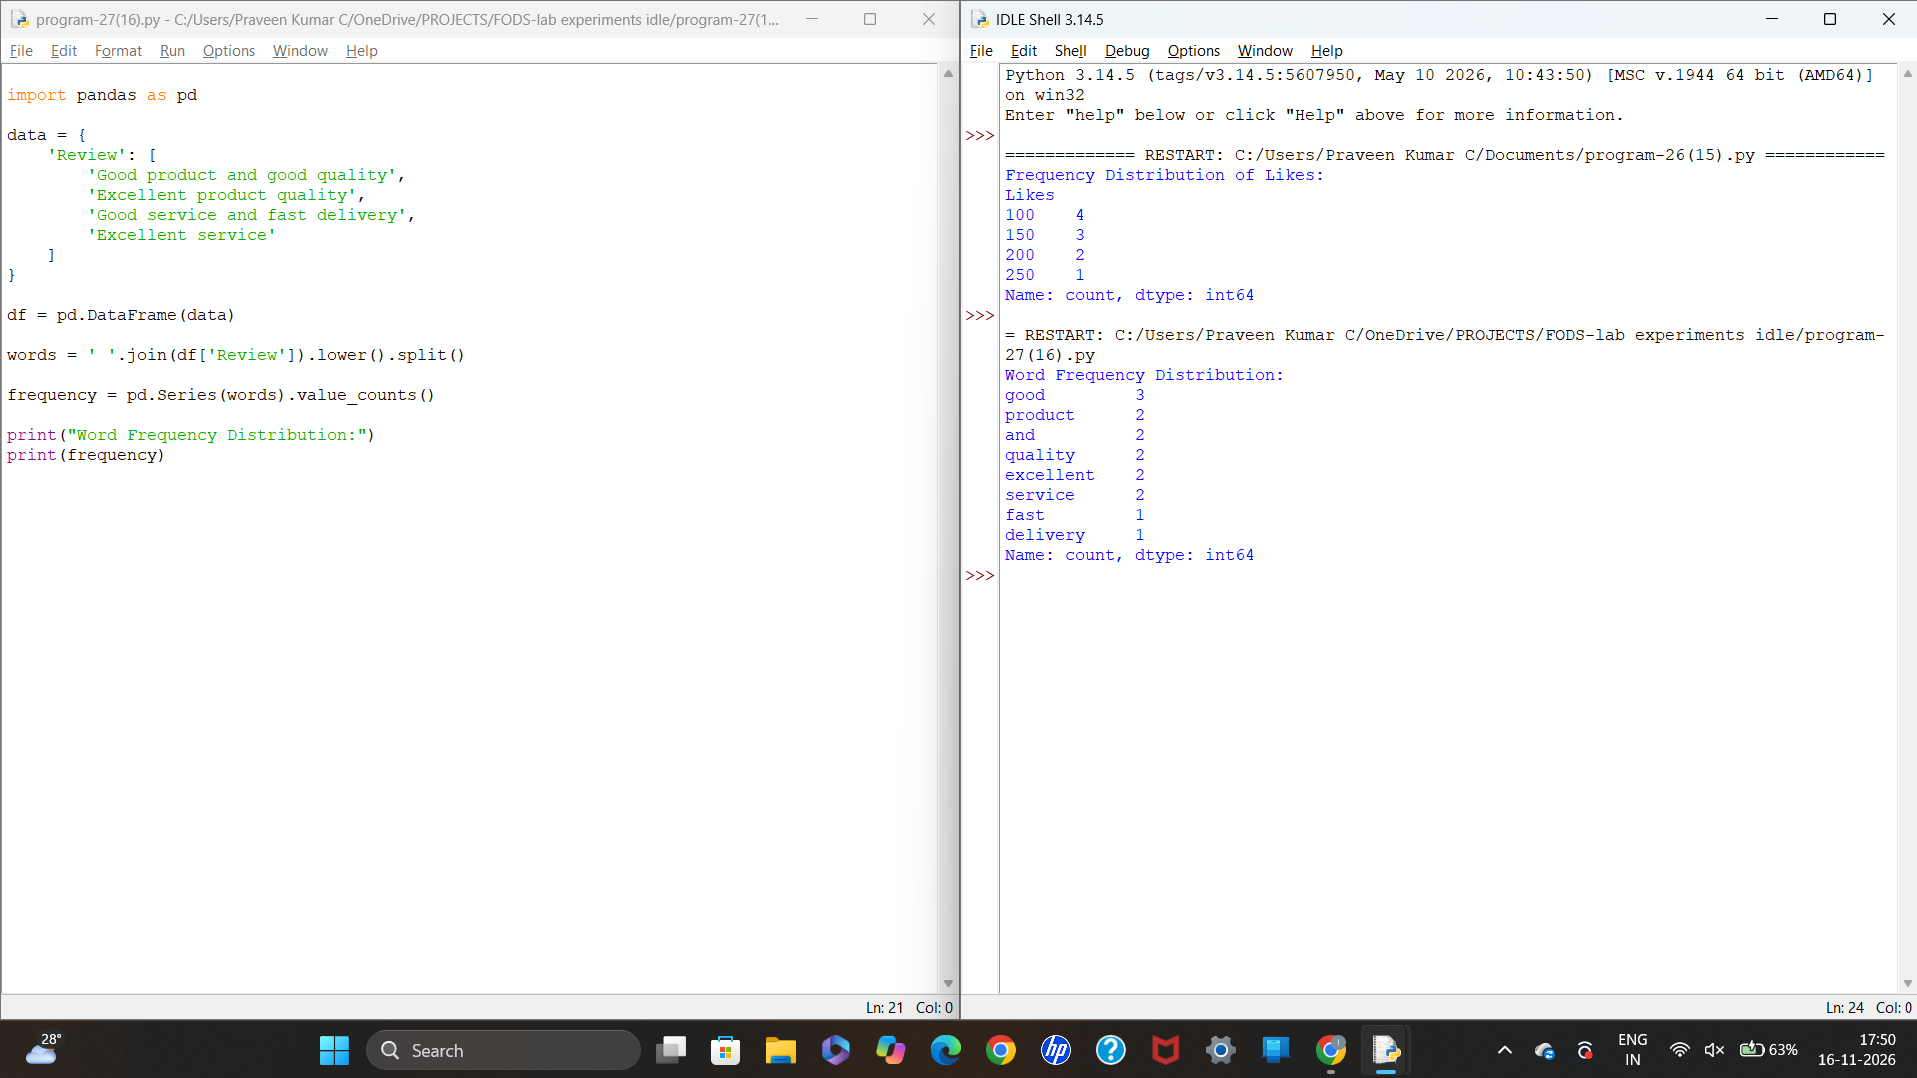 program-27(16).py - C:/Users/Praveen Kumar C/OneDrive/PROJECTS/FODS-lab experiments idle/program-27(1...
File Edit Format Run Options Window Help
import pandas as pd
data = {
    'Review': [
        'Good product and good quality',
        'Excellent product quality',
        'Good service and fast delivery',
        'Excellent service'
    ]
}
df = pd.DataFrame(data)
words = ' '.join(df['Review']).lower().split()
frequency = pd.Series(words).value_counts()
print("Word Frequency Distribution:")
print(frequency)
Ln: 21 Col: 0
IDLE Shell 3.14.5
File Edit Shell Debug Options Window Help
Python 3.14.5 (tags/v3.14.5:5607950, May 10 2026, 10:43:50) [MSC v.1944 64 bit (AMD64)]
on win32
Enter "help" below or click "Help" above for more information.
>>>
============= RESTART: C:/Users/Praveen Kumar C/Documents/program-26(15).py ============
Frequency Distribution of Likes:
Likes
100    4
150    3
200    2
250    1
Name: count, dtype: int64
>>>
= RESTART: C:/Users/Praveen Kumar C/OneDrive/PROJECTS/FODS-lab experiments idle/program-
27(16).py
Word Frequency Distribution:
good         3
product      2
and          2
quality      2
excellent    2
service      2
fast         1
delivery     1
Name: count, dtype: int64
>>>
Ln: 24 Col: 0
28°
Search
hp
ENG
IN
63%
17:50
16-11-2026